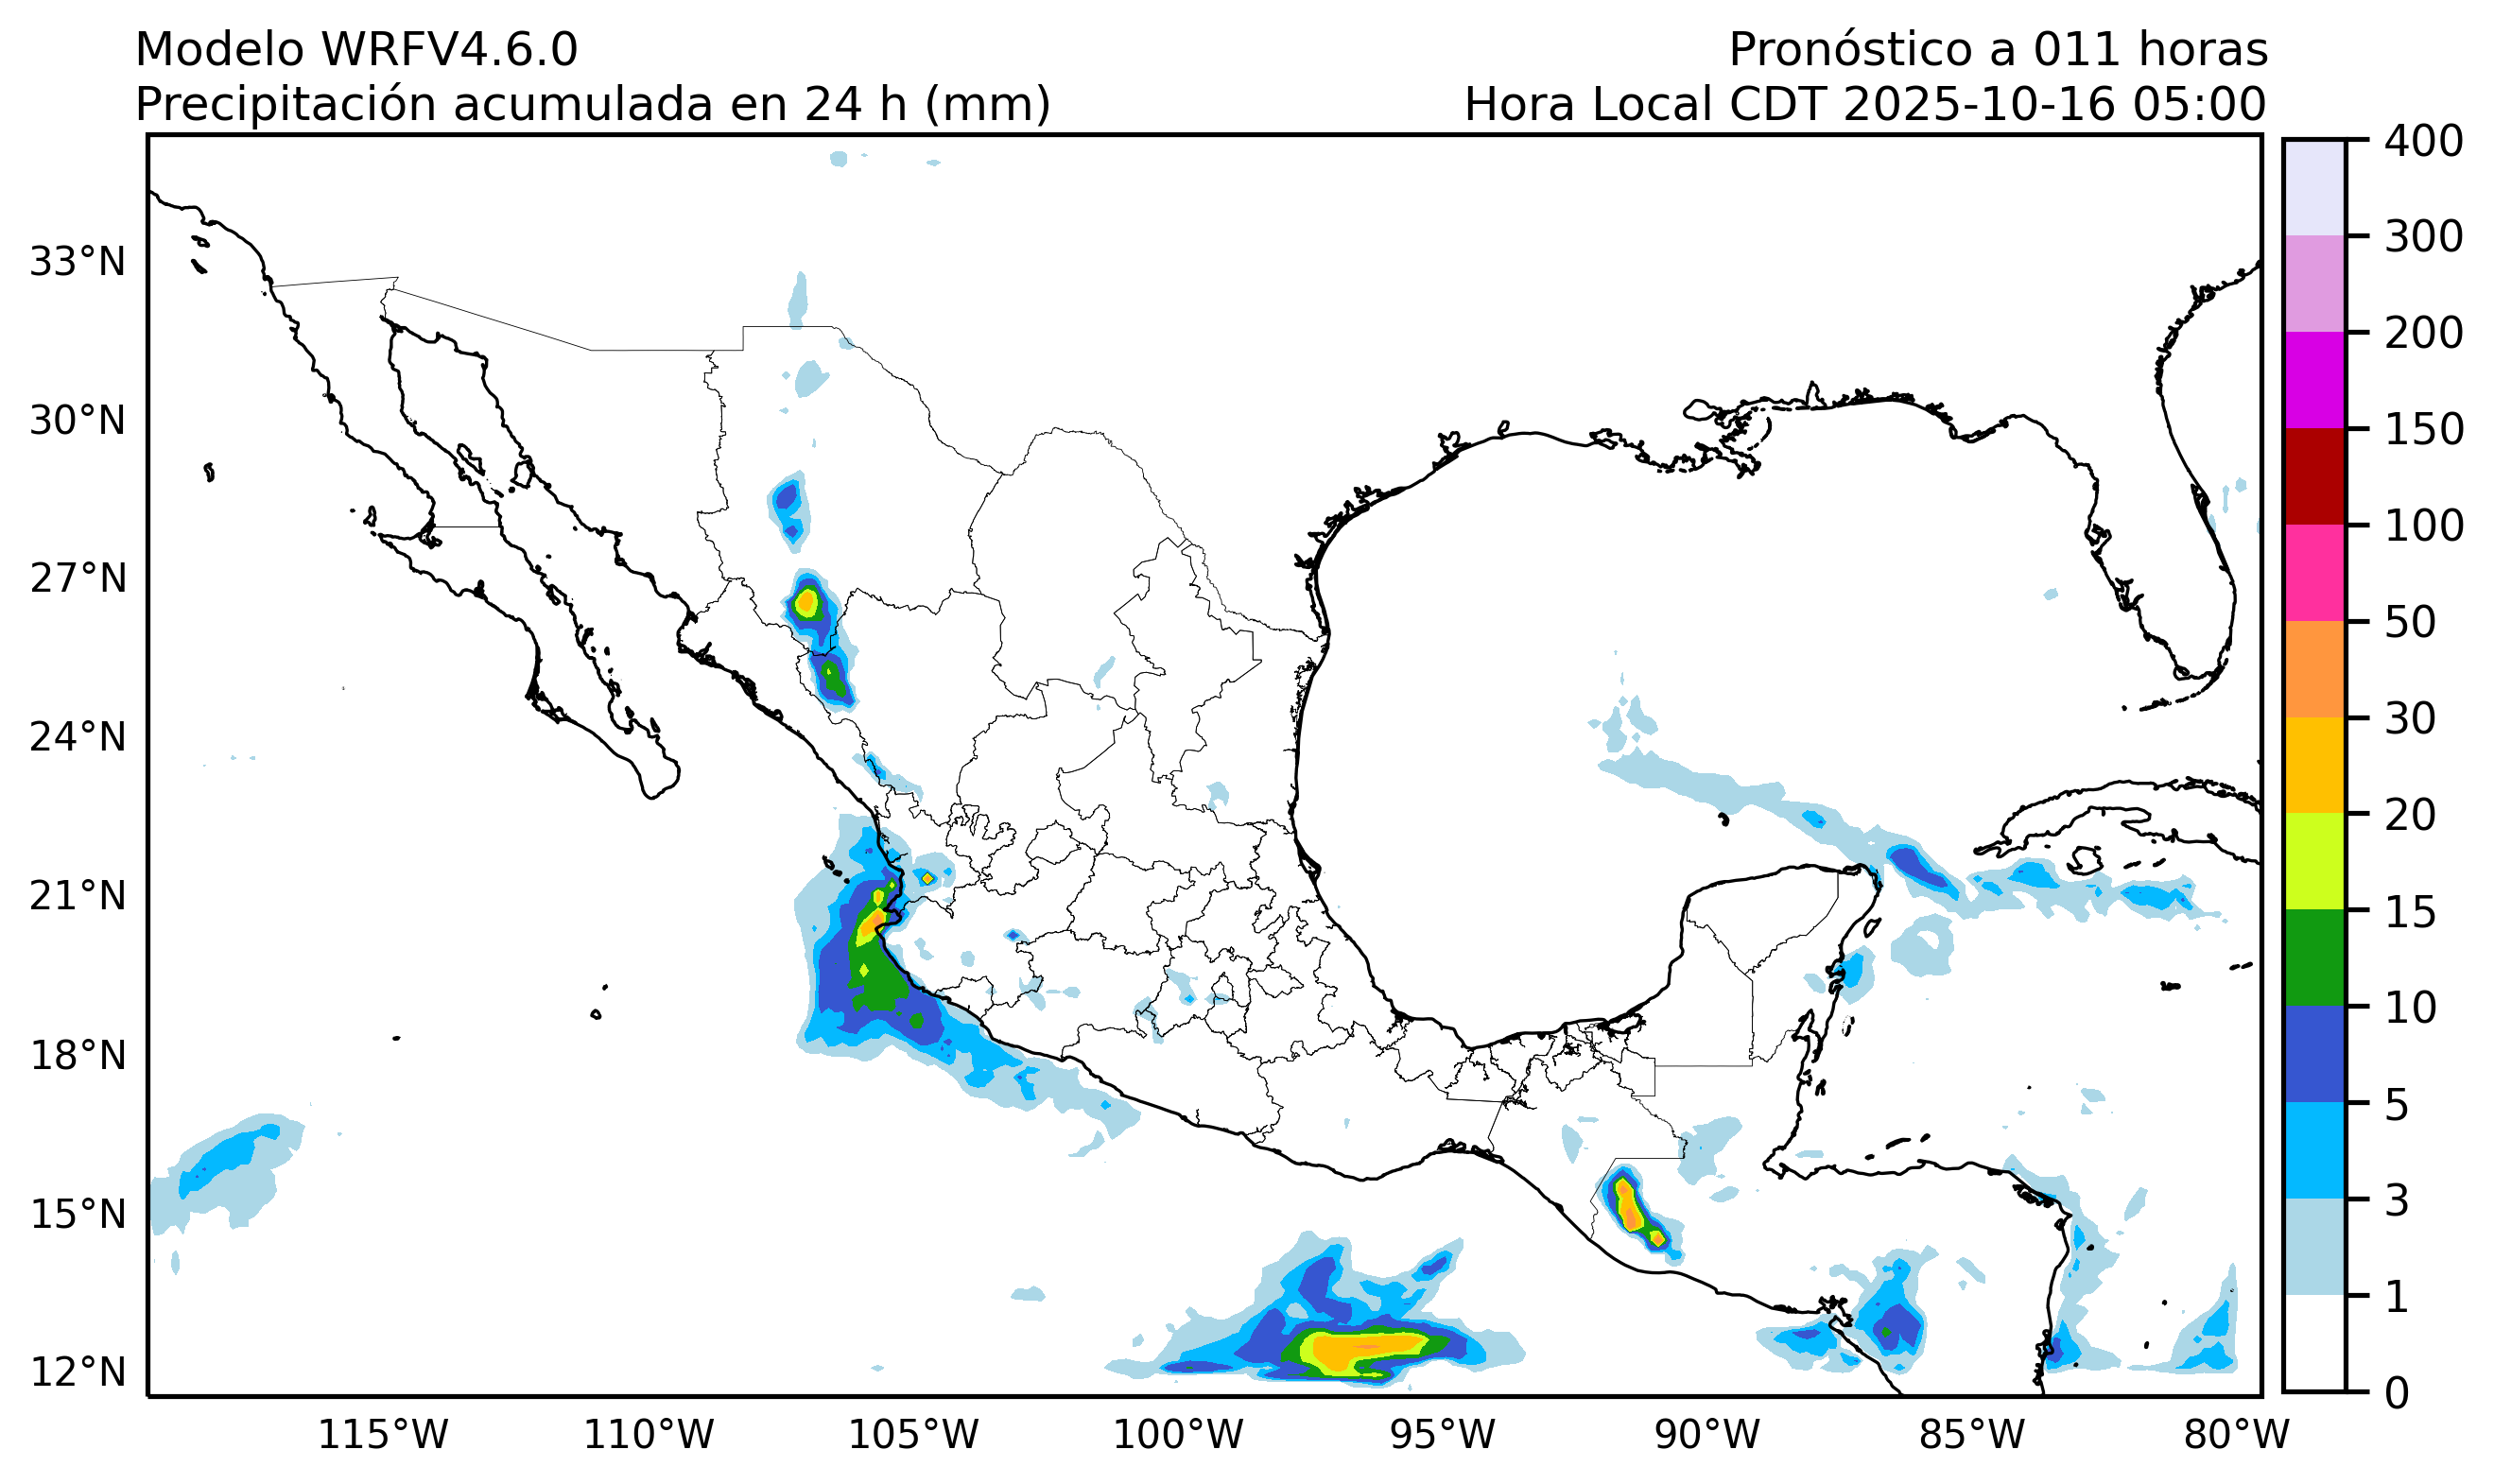 Modelo WRFV4.6.0
Pronóstico a 011 horas
Precipitación acumulada en 24 h (mm)
Hora Local CDT 2025-10-16 05:00
33°N
30°N
27°N
24°N
21°N
18°N
15°N
12°N
115°W
110°W
105°W
100°W
95°W
90°W
85°W
80°W
400
300
200
150
100
50
30
20
15
10
5
3
1
0